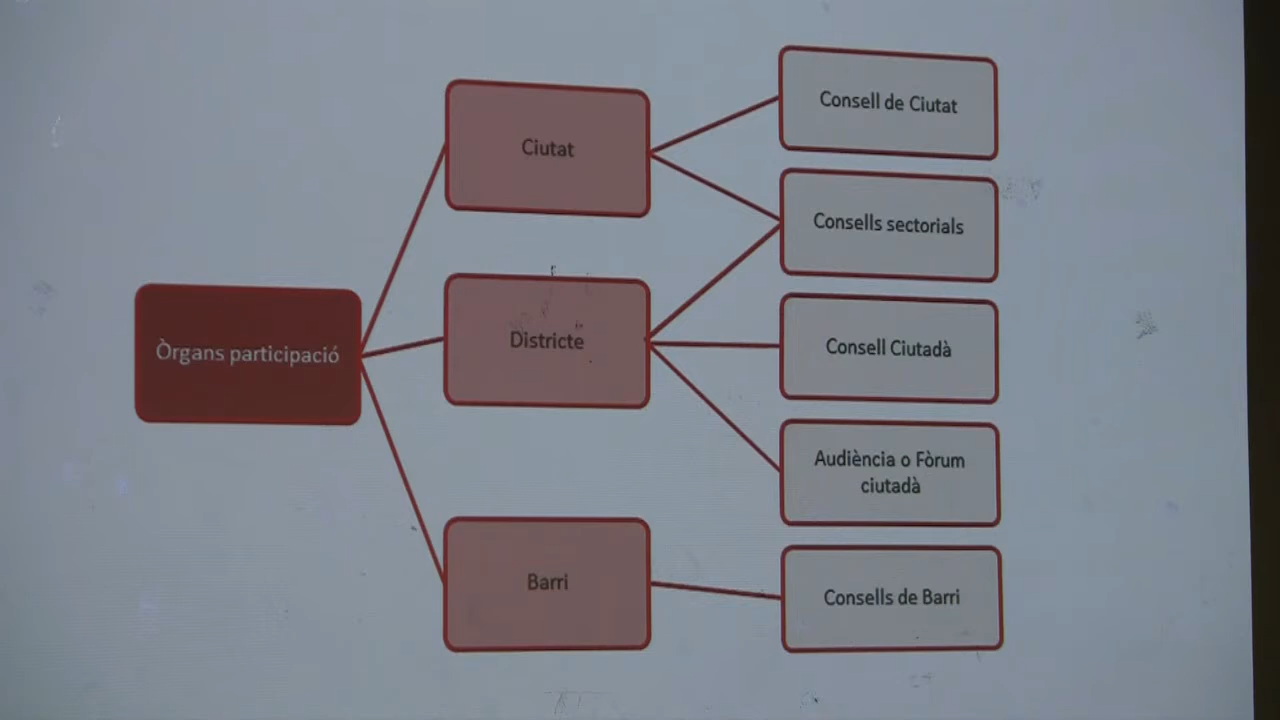 Òrgans participació
Ciutat
Districte
Barri
Consell de Ciutat
Consells sectorials
Consell Ciutadà
Audiència o Fòrum
ciutadà
Consells de Barri